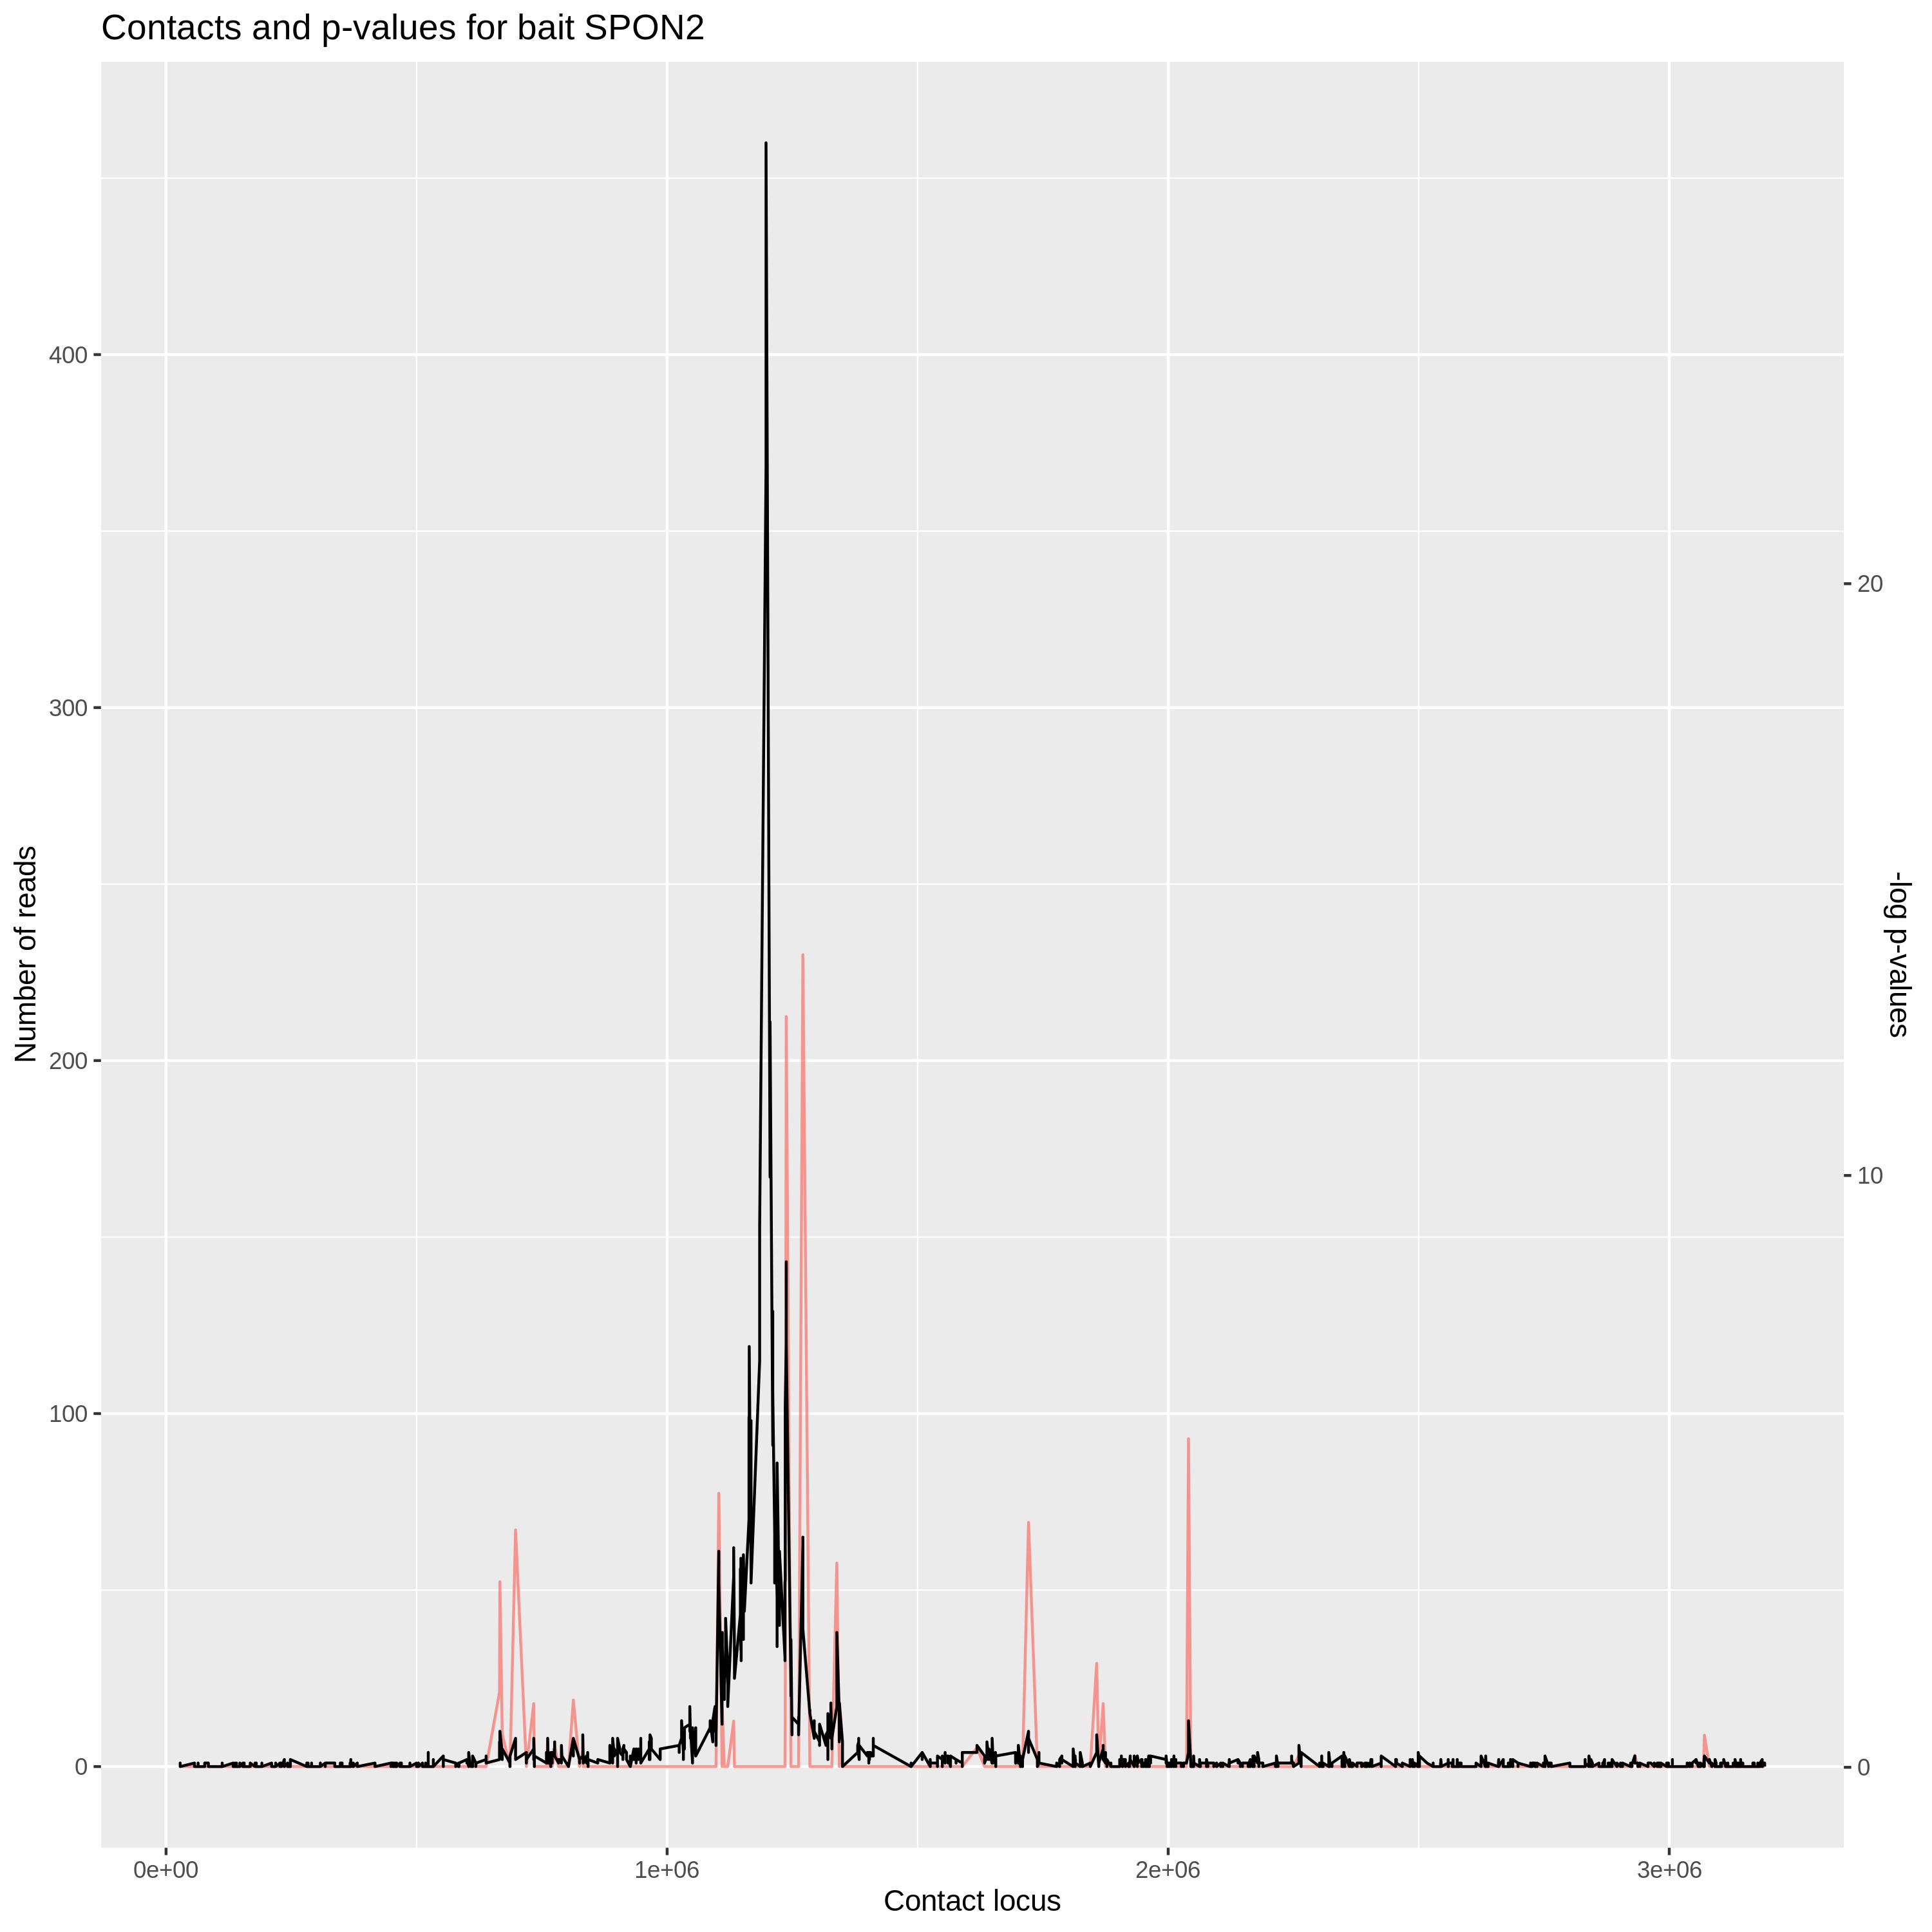 Contacts and p-values for bait SPON2
Number of reads
400
300
200
100
0
20
10
0
-log p-values
0e+00
1e+06
2e+06
3e+06
Contact locus